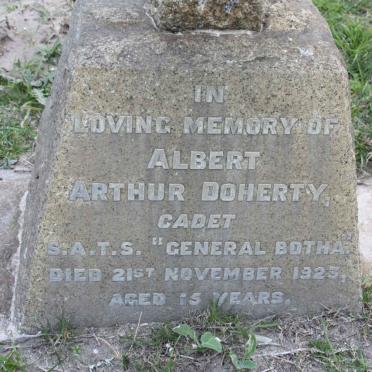 IN
LOVING MEMORY OF
ALBERT
ARTHUR DOHERTY,
CADET
S.A.T.S. "GENERAL BOTHA."
DIED 21ST NOVEMBER 1923,
AGED 15 YEARS.